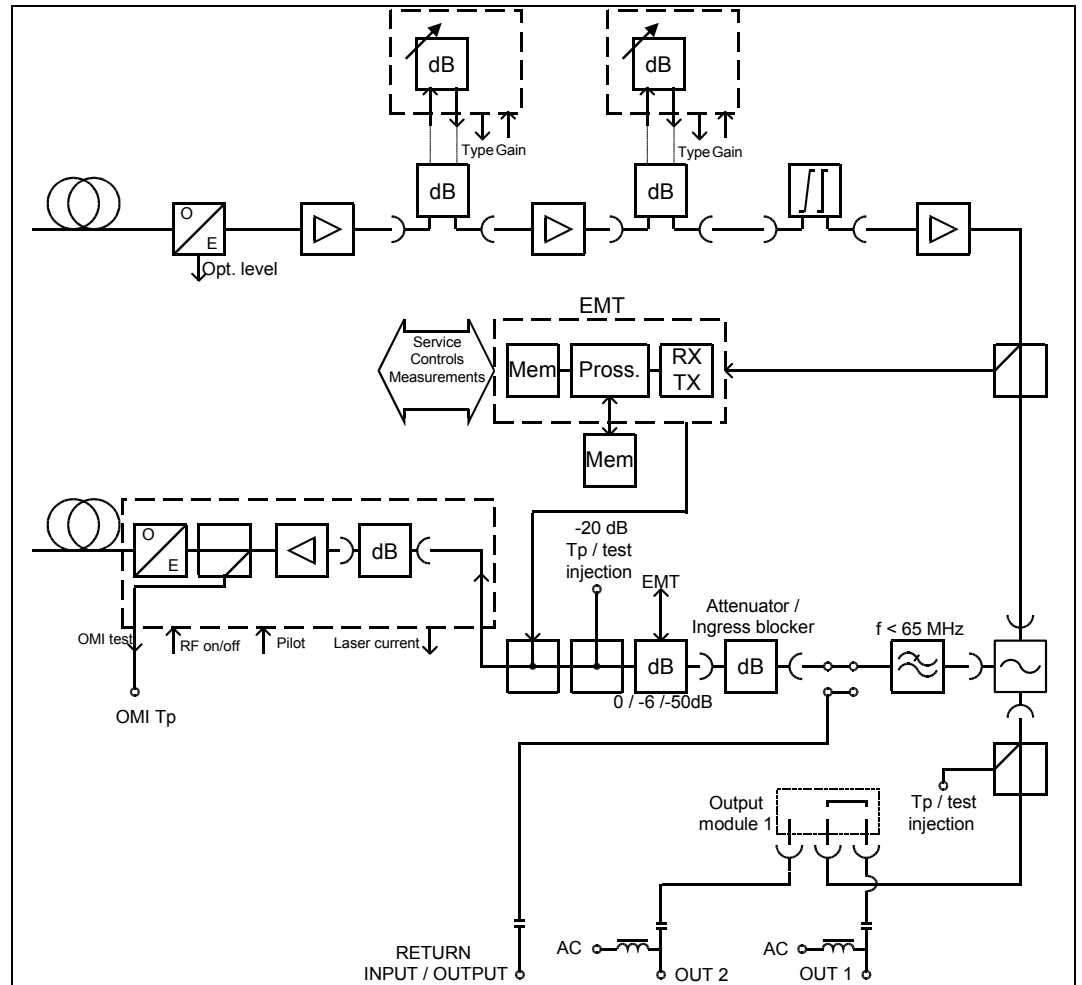 dB
dB
Type Gain
Type Gain
dB
dB
O
E
Opt. level
EMT
Service
Controls
Measurements
Mem
Pross.
RX
TX
Mem
-20 dB
Tp / test
injection
O
E
dB
EMT
Attenuator /
Ingress blocker
f < 65 MHz
OMI test
RF on/off
Pilot
Laser current
dB
dB
0 / -6 /-50dB
OMI Tp
Output
module 1
Tp / test
injection
RETURN
INPUT / OUTPUT
AC
OUT 2
AC
OUT 1